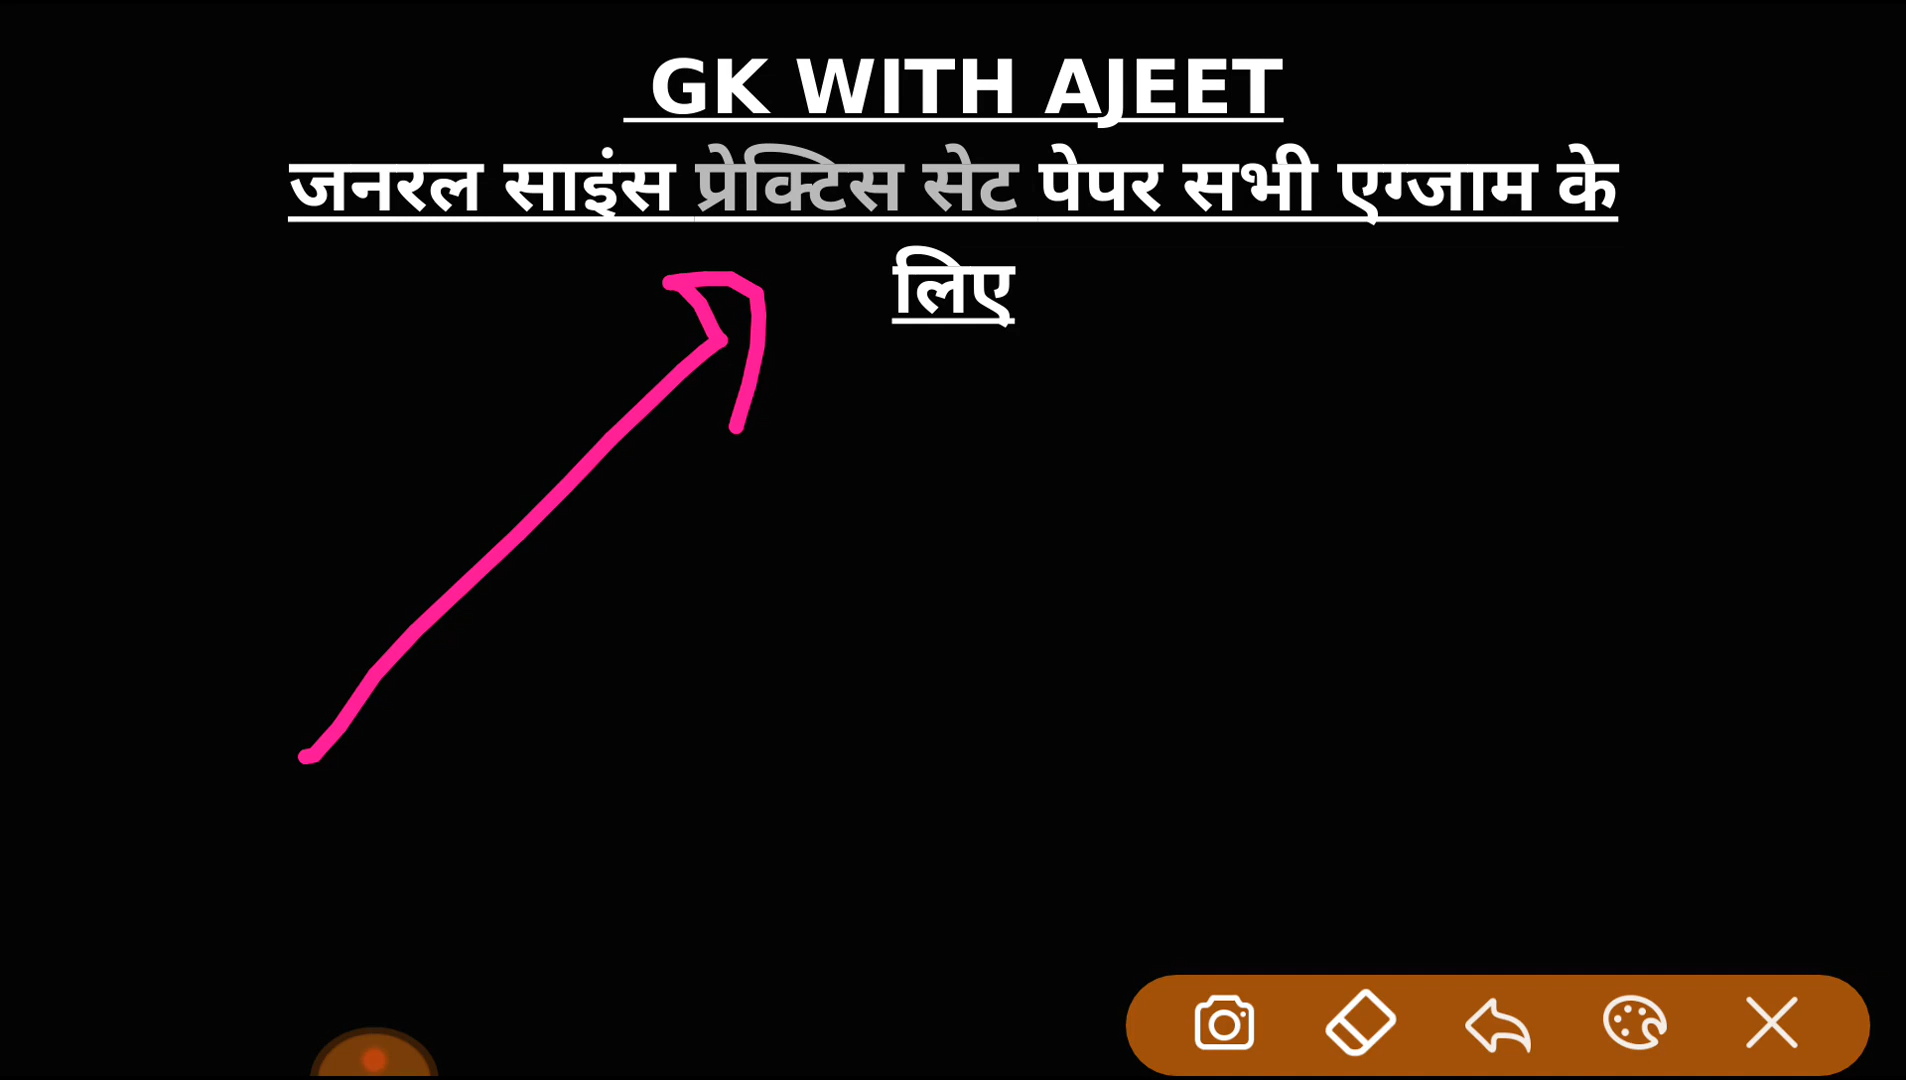 GK WITH AJEET
जनरल साइंस प्रेक्टिस सेट पेपर सभी एग्जाम के
लिए